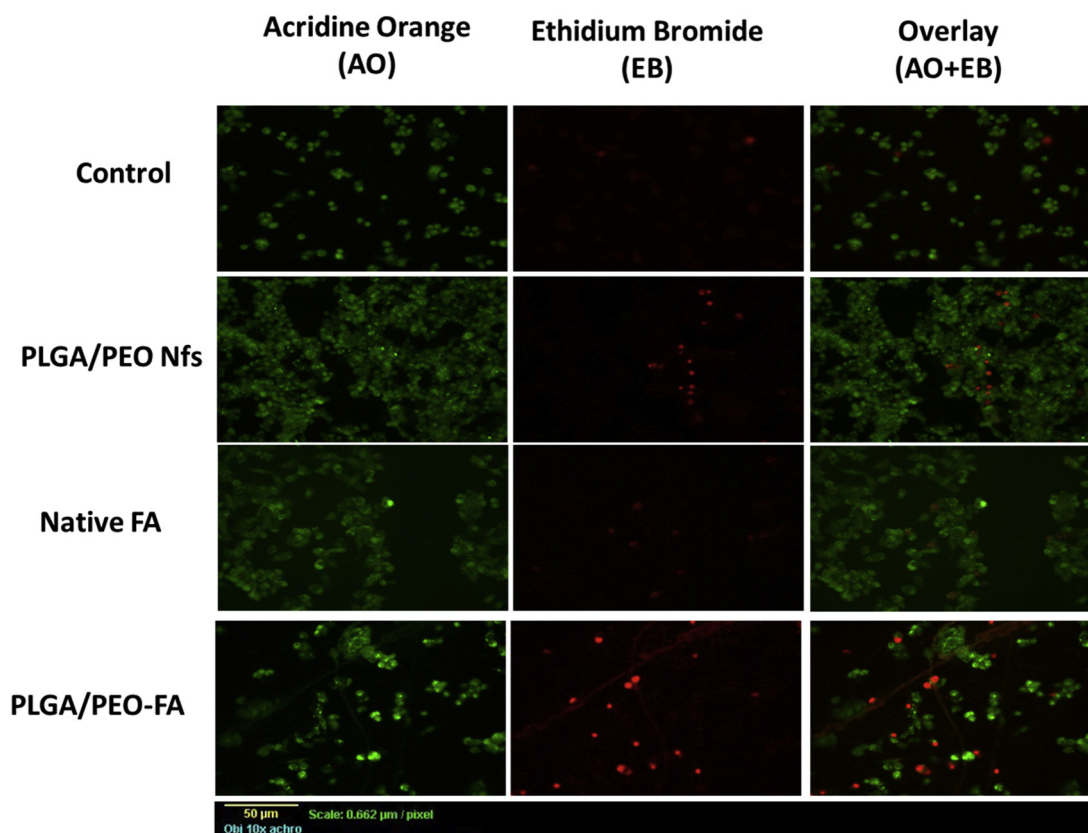 Acridine Orange
(AO)
Ethidium Bromide
(EB)
Overlay
(AO+EB)
Control
PLGA/PEO Nfs
Native FA
PLGA/PEO-FA
50 µm
Scale: 0.662 µm / pixel
Obj 10x achro